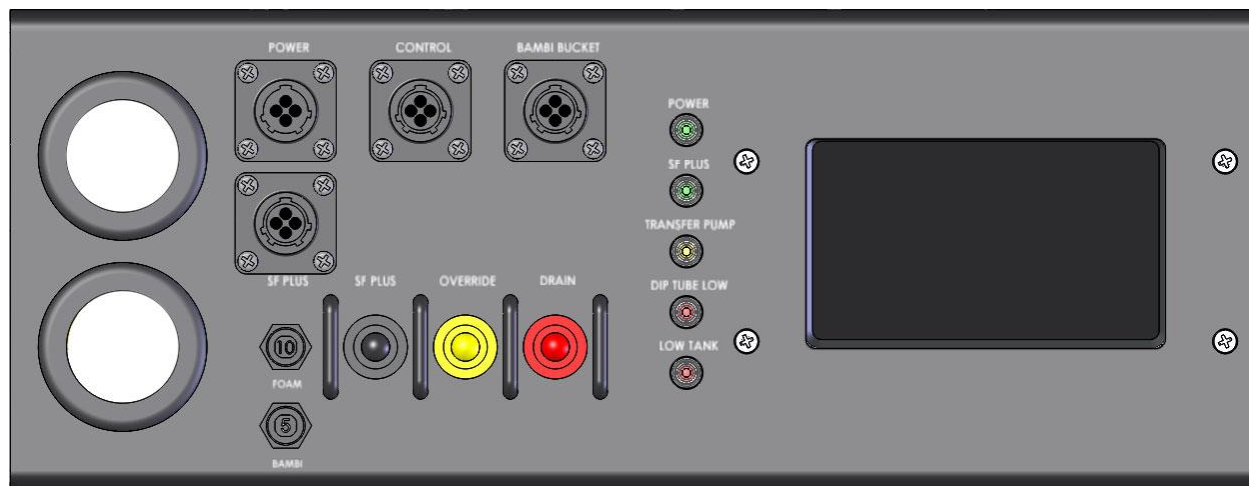 POWER
CONTROL
BAMBI BUCKET
POWER
SF PLUS
TRANSFER PUMP
SF PLUS
SF PLUS
OVERRIDE
DRAIN
DIP TUBE LOW
10
LOW TANK
FOAM
5
BAMBI